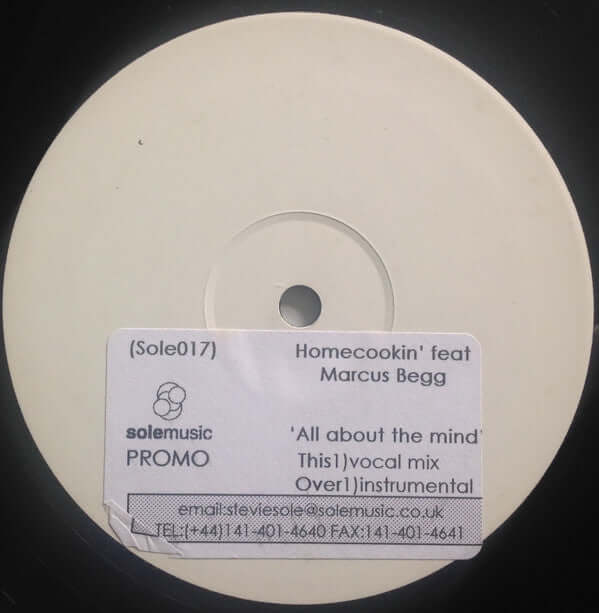 (Sole017)
Homecookin' feat
Marcus Begg
solemusic
PROMO
'All about the mind'
This1)vocal mix
Over1)instrumental
email:steviesole@solemusic.co.uk
TEL:(+44)141-401-4640 FAX:141-401-4641